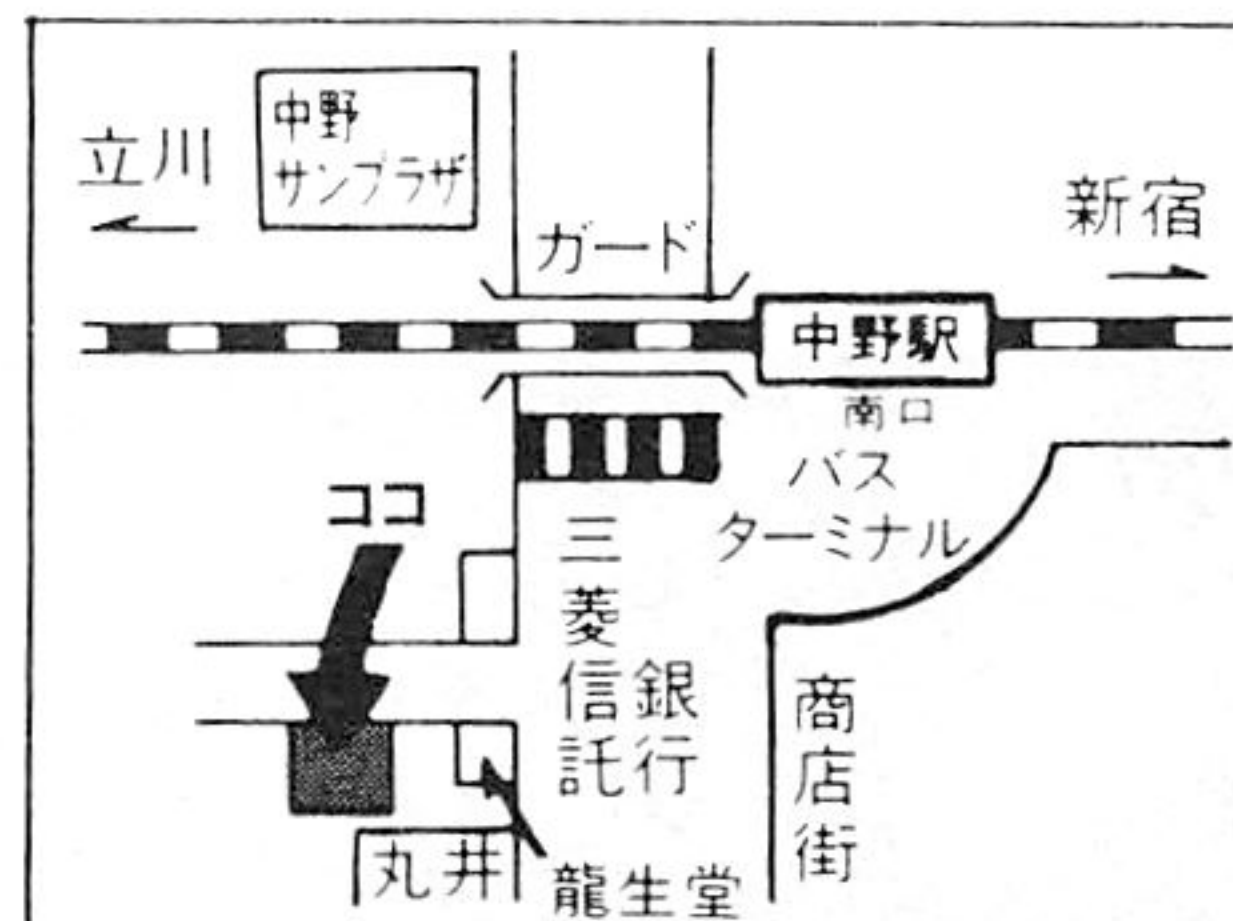 中野
サンプラザ
立川
新宿
ガード
中野駅
南口
バス
ターミナル
ココ
三菱信託
銀行
商店街
丸井
龍生堂